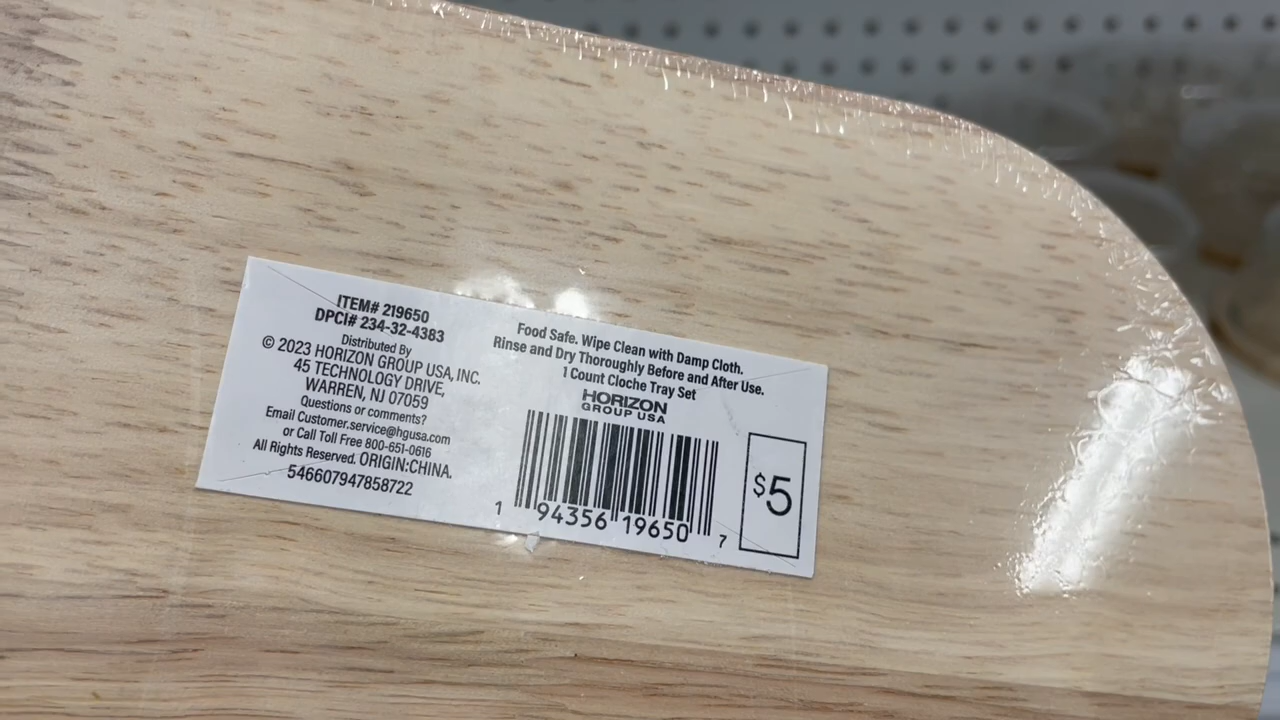 ITEM# 219650
DPCI# 234-32-4383
Distributed By
© 2023 HORIZON GROUP USA, INC.
45 TECHNOLOGY DRIVE,
WARREN, NJ 07059
Questions or comments?
Email Customer.service@hgusa.com
or Call Toll Free 800-651-0616
All Rights Reserved. ORIGIN:CHINA.
546607947858722
Food Safe. Wipe Clean with Damp Cloth.
Rinse and Dry Thoroughly Before and After Use.
1 Count Cloche Tray Set
HORIZON
GROUP USA
1 94356 19650 7
$5